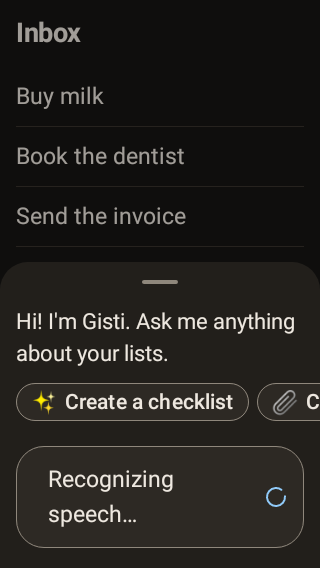 Inbox
Buy milk
Book the dentist
Send the invoice
Hi! I'm Gisti. Ask me anything
about your lists.
Create a checklist
C
Recognizing
speech…